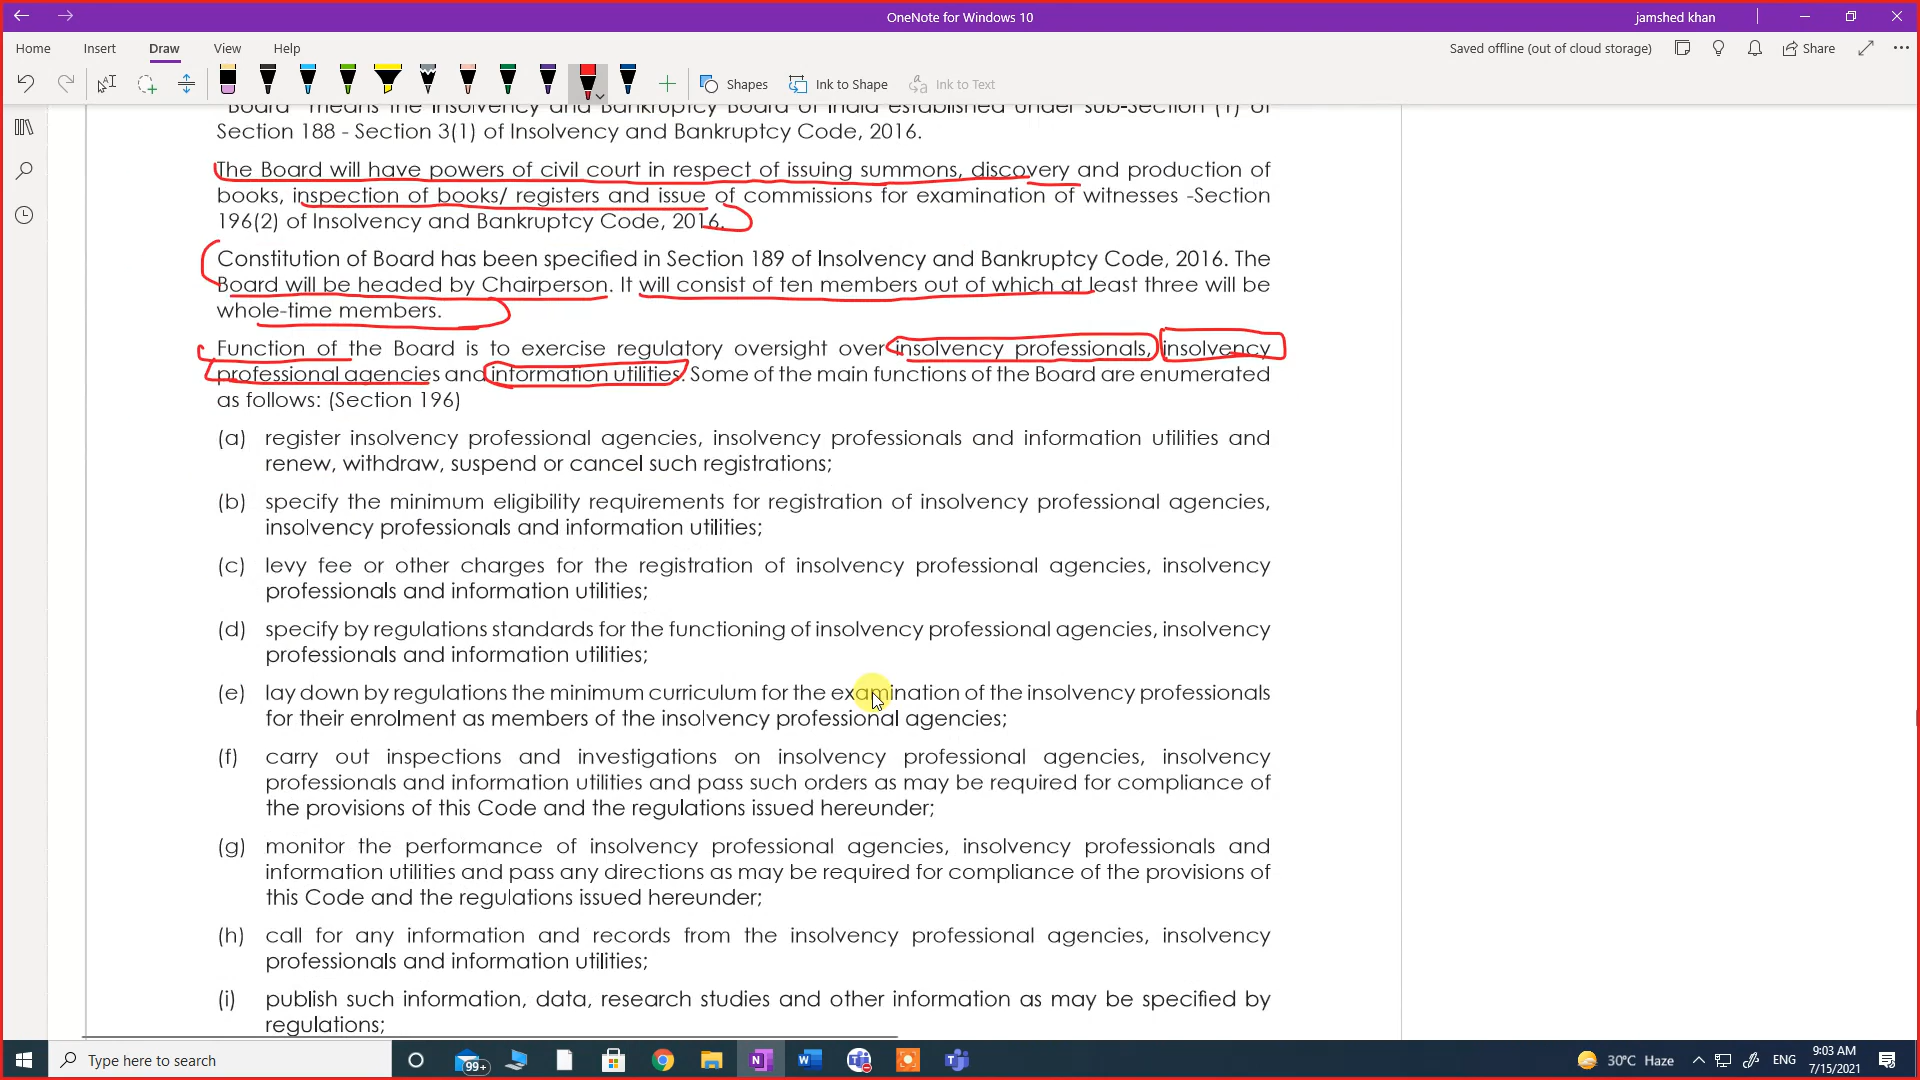 OneNote for Windows 10
jamshed khan
Home Insert Draw View Help
Saved offline (out of cloud storage)
Share
Shapes
Ink to Shape
Ink to Text
"Board" means the Insolvency and Bankruptcy Board of India established under sub-Section (1) of
Section 188 - Section 3(1) of Insolvency and Bankruptcy Code, 2016.
The Board will have powers of civil court in respect of issuing summons, discovery and production of
books, inspection of books/ registers and issue of commissions for examination of witnesses -Section
196(2) of Insolvency and Bankruptcy Code, 2016.
Constitution of Board has been specified in Section 189 of Insolvency and Bankruptcy Code, 2016. The
Board will be headed by Chairperson. It will consist of ten members out of which at least three will be
whole-time members.
Function of the Board is to exercise regulatory oversight over insolvency professionals, insolvency
professional agencies and information utilities. Some of the main functions of the Board are enumerated
as follows: (Section 196)
(a) register insolvency professional agencies, insolvency professionals and information utilities and
renew, withdraw, suspend or cancel such registrations;
(b) specify the minimum eligibility requirements for registration of insolvency professional agencies,
insolvency professionals and information utilities;
(c) levy fee or other charges for the registration of insolvency professional agencies, insolvency
professionals and information utilities;
(d) specify by regulations standards for the functioning of insolvency professional agencies, insolvency
professionals and information utilities;
(e) lay down by regulations the minimum curriculum for the examination of the insolvency professionals
for their enrolment as members of the insolvency professional agencies;
(f) carry out inspections and investigations on insolvency professional agencies, insolvency
professionals and information utilities and pass such orders as may be required for compliance of
the provisions of this Code and the regulations issued hereunder;
(g) monitor the performance of insolvency professional agencies, insolvency professionals and
information utilities and pass any directions as may be required for compliance of the provisions of
this Code and the regulations issued hereunder;
(h) call for any information and records from the insolvency professional agencies, insolvency
professionals and information utilities;
(i) publish such information, data, research studies and other information as may be specified by
regulations;
Type here to search
99+
30°C Haze
ENG
9:03 AM
7/15/2021